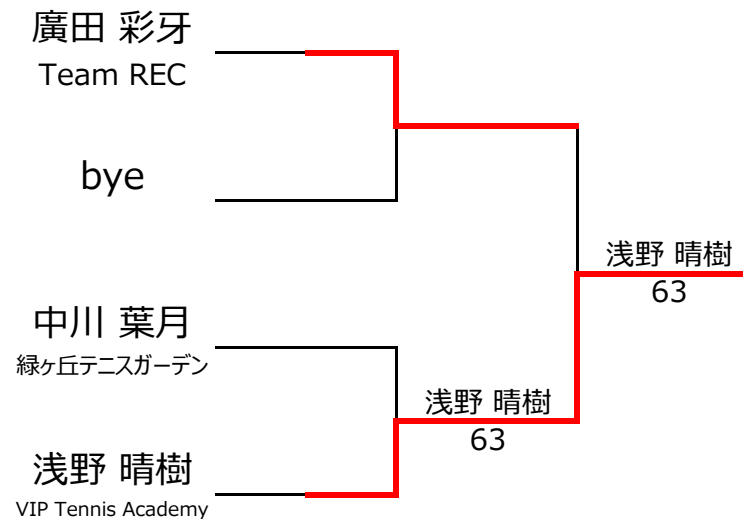 廣田 彩牙
Team REC
bye
浅野 晴樹
63
中川 葉月
緑ヶ丘テニスガーデン
浅野 晴樹
63
浅野 晴樹
VIP Tennis Academy